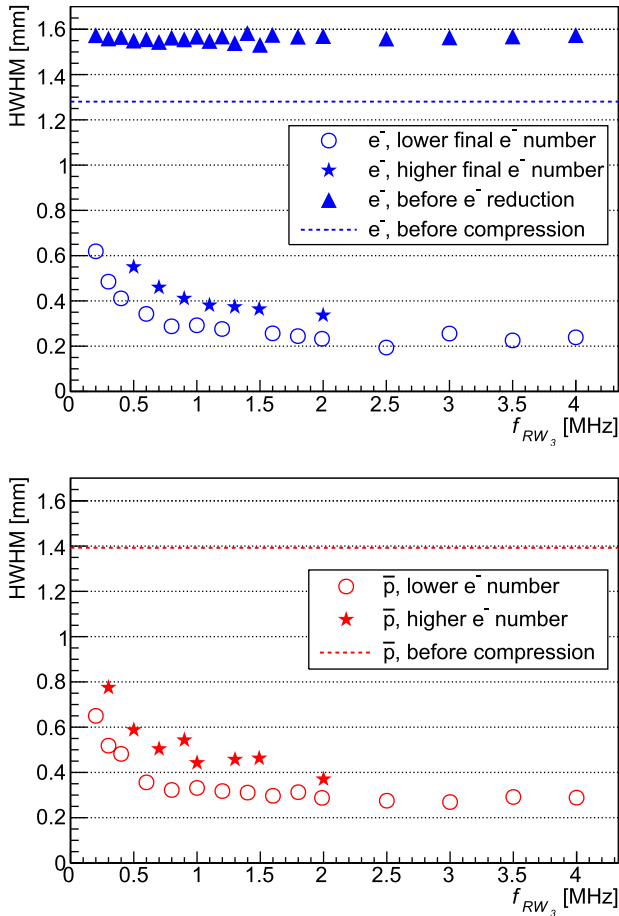 HWHM [mm]
1.6
1.4
1.2
1
0.8
0.6
0.4
0.2
0
e⁻, lower final e⁻ number
e⁻, higher final e⁻ number
e⁻, before e⁻ reduction
e⁻, before compression
0 0.5 1 1.5 2 2.5 3 3.5 4
f_RW₃ [MHz]
HWHM [mm]
1.6
1.4
1.2
1
0.8
0.6
0.4
0.2
0
p̅, lower e⁻ number
p̅, higher e⁻ number
p̅, before compression
0 0.5 1 1.5 2 2.5 3 3.5 4
f_RW₃ [MHz]